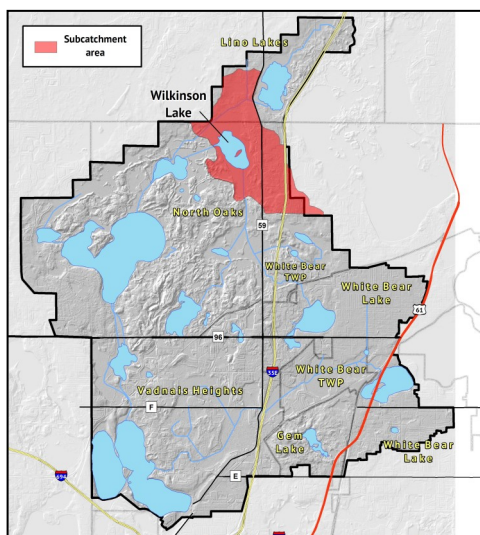 Lino Lakes
Subcatchment
area
Wilkinson
Lake
North Oaks
59
White Bear
TWP
White Bear
Lake
61
96
35E
White Bear
TWP
Vadnais Heights
F
Gem
Lake
White Bear
Lake
E
694